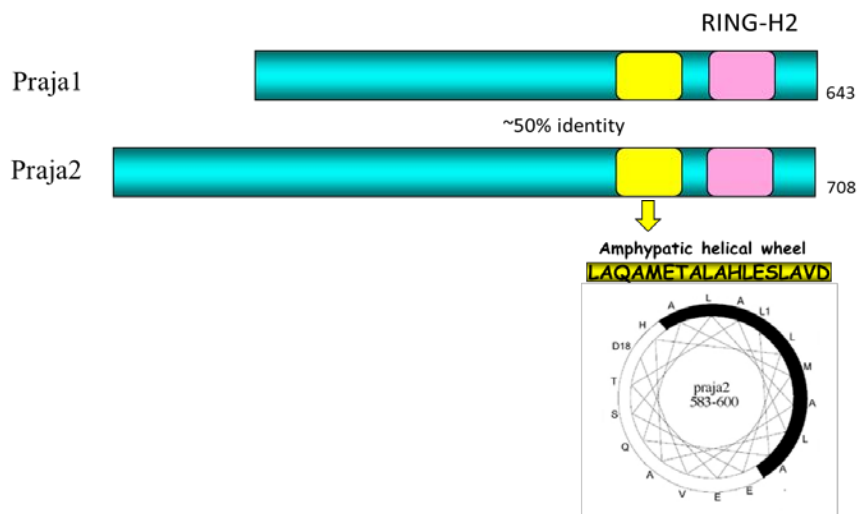 RING-H2
Praja1
643
~50% identity
Praja2
708
Amphypatic helical wheel
LAQAMETALAHLESLAVD
A L A L1
H L
D18 M
T A
S L
Q A
A V E E
praja2
583-600